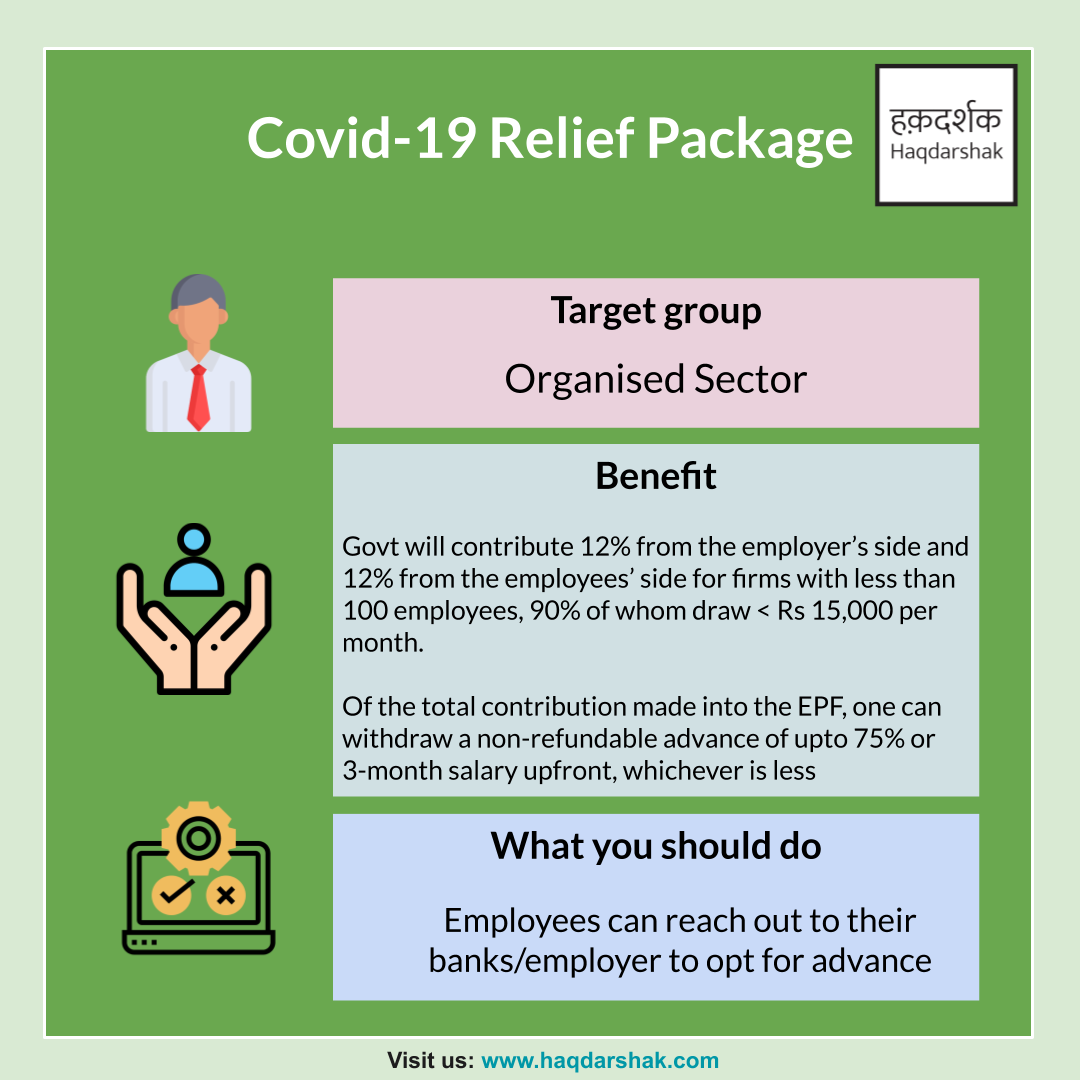 Covid-19 Relief Package
हक़दर्शक
Haqdarshak
Target group
Organised Sector
Benefit
Govt will contribute 12% from the employer’s side and
12% from the employees’ side for firms with less than
100 employees, 90% of whom draw < Rs 15,000 per
month.
Of the total contribution made into the EPF, one can
withdraw a non-refundable advance of upto 75% or
3-month salary upfront, whichever is less
What you should do
Employees can reach out to their
banks/employer to opt for advance
Visit us: www.haqdarshak.com